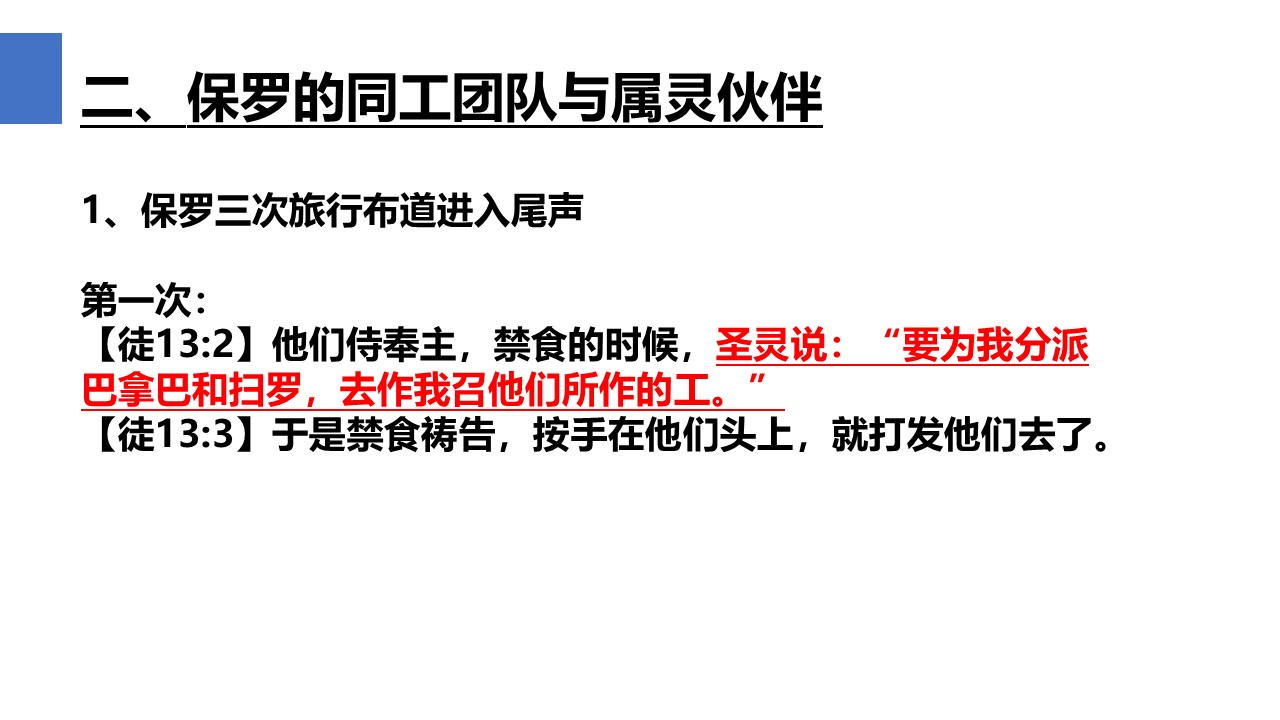 二、保罗的同工团队与属灵伙伴
1、保罗三次旅行布道进入尾声
第一次：
【徒13:2】他们侍奉主，禁食的时候，圣灵说：“要为我分派
巴拿巴和扫罗，去作我召他们所作的工。”
【徒13:3】于是禁食祷告，按手在他们头上，就打发他们去了。